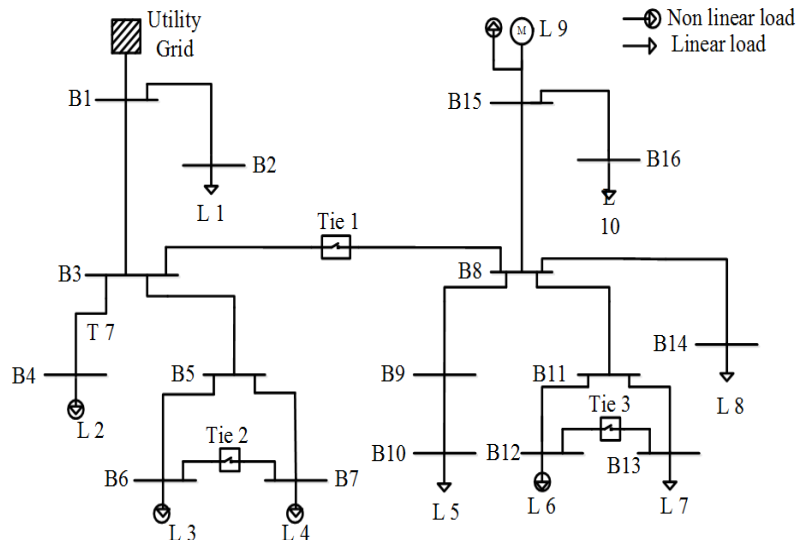 Utility
Grid
M
L 9
Non linear load
Linear load
B1
B15
B2
B16
L 1
L
10
Tie 1
B3
B8
T 7
B4
B5
B9
B11
B14
L 2
Tie 2
Tie 3
L 8
B6
B7
B10
B12
B13
L 3
L 4
L 5
L 6
L 7